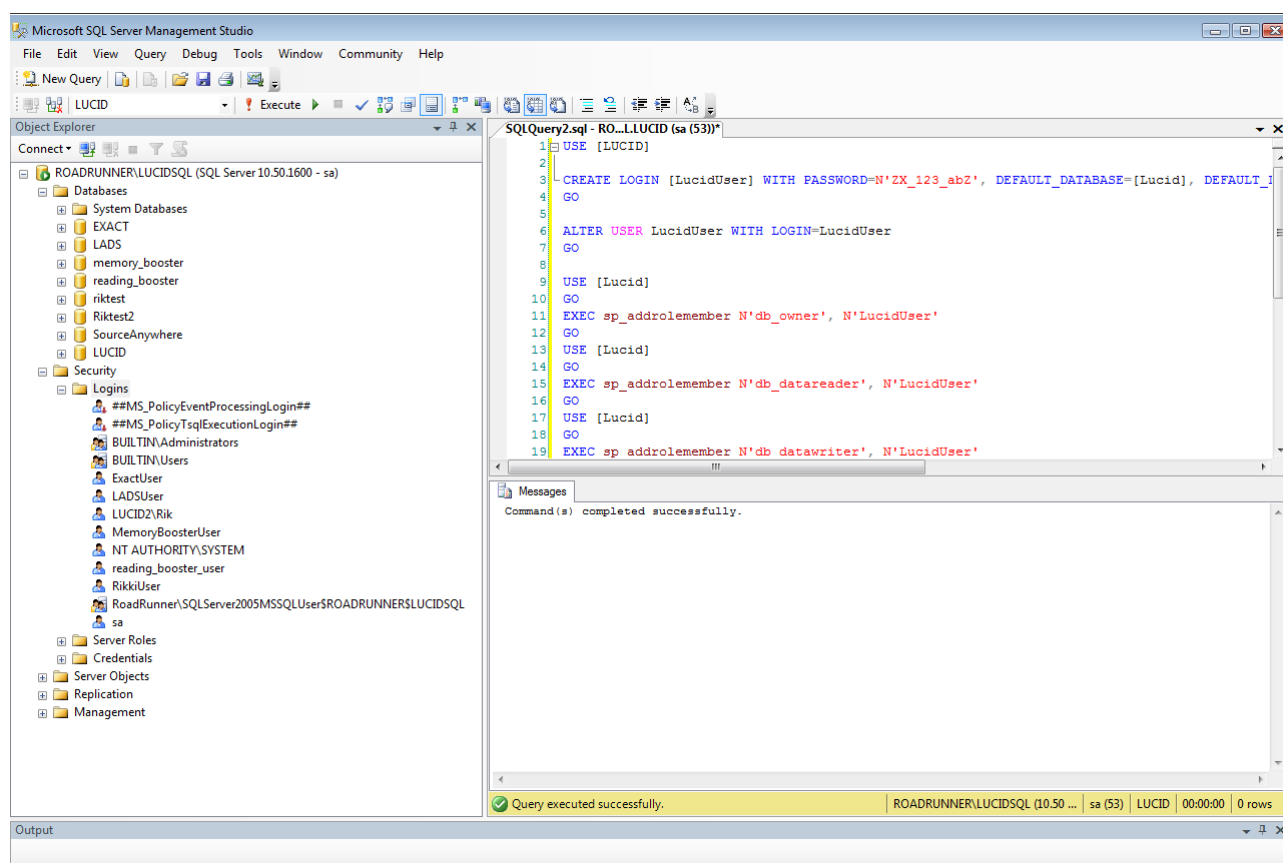 Microsoft SQL Server Management Studio
File Edit View Query Debug Tools Window Community Help
New Query
LUCID Execute
Object Explorer
Connect
ROADRUNNER\LUCIDSQL (SQL Server 10.50.1600 - sa)
Databases
System Databases
EXACT
LADS
memory_booster
reading_booster
riktest
Riktest2
SourceAnywhere
LUCID
Security
Logins
##MS_PolicyEventProcessingLogin##
##MS_PolicyTsqlExecutionLogin##
BUILTIN\Administrators
BUILTIN\Users
ExactUser
LADSUser
LUCID2\Rik
MemoryBoosterUser
NT AUTHORITY\SYSTEM
reading_booster_user
RikkiUser
RoadRunner\SQLServer2005MSSQLUser$ROADRUNNER$LUCIDSQL
sa
Server Roles
Credentials
Server Objects
Replication
Management
SQLQuery2.sql - RO...L.LUCID (sa (53))*
1 USE [LUCID]
2
3 CREATE LOGIN [LucidUser] WITH PASSWORD=N'ZX_123_abZ', DEFAULT_DATABASE=[Lucid],
4 GO
5
6 ALTER USER LucidUser WITH LOGIN=LucidUser
7 GO
8
9 USE [Lucid]
10 GO
11 EXEC sp_addrolemember N'db_owner', N'LucidUser'
12 GO
13 USE [Lucid]
14 GO
15 EXEC sp_addrolemember N'db_datareader', N'LucidUser'
16 GO
17 USE [Lucid]
18 GO
19 EXEC sp_addrolemember N'db_datawriter', N'LucidUser'
Messages
Command(s) completed successfully.
Query executed successfully. ROADRUNNER\LUCIDSQL (10.50 ... sa (53) LUCID 00:00:00 0 rows
Output